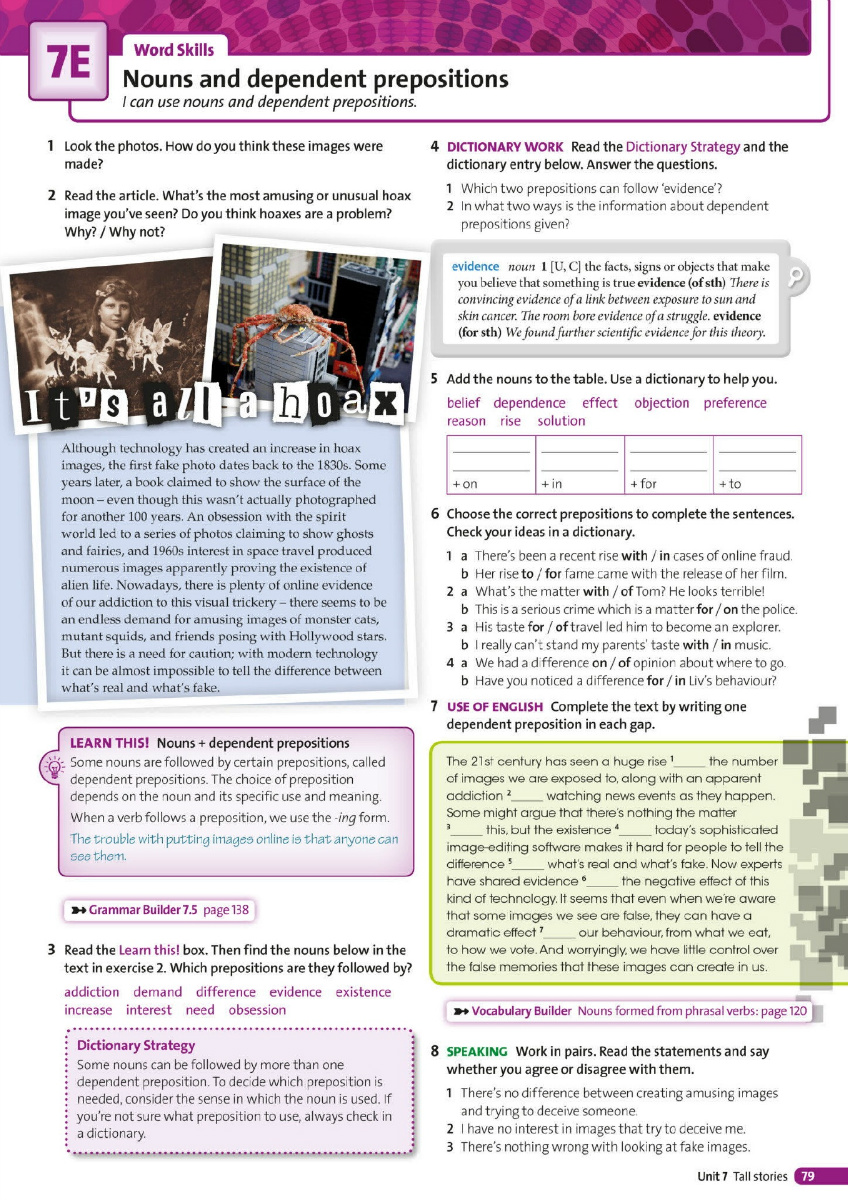 7E
Word Skills
Nouns and dependent prepositions
I can use nouns and dependent prepositions.
1 Look the photos. How do you think these images were
made?
2 Read the article. What's the most amusing or unusual hoax
image you've seen? Do you think hoaxes are a problem?
Why? / Why not?
It's all a hoax
Although technology has created an increase in hoax
images, the first fake photo dates back to the 1830s. Some
years later, a book claimed to show the surface of the
moon – even though this wasn't actually photographed
for another 100 years. An obsession with the spirit
world led to a series of photos claiming to show ghosts
and fairies, and 1960s interest in space travel produced
numerous images apparently proving the existence of
alien life. Nowadays, there is plenty of online evidence
of our addiction to this visual trickery – there seems to be
an endless demand for amusing images of monster cats,
mutant squids, and friends posing with Hollywood stars.
But there is a need for caution; with modern technology
it can be almost impossible to tell the difference between
what's real and what's fake.
LEARN THIS! Nouns + dependent prepositions
Some nouns are followed by certain prepositions, called
dependent prepositions. The choice of preposition
depends on the noun and its specific use and meaning.
When a verb follows a preposition, we use the -ing form.
The trouble with putting images online is that anyone can
see them.
Grammar Builder 7.5 page 138
3 Read the Learn this! box. Then find the nouns below in the
text in exercise 2. Which prepositions are they followed by?
addiction demand difference evidence existence
increase interest need obsession
Dictionary Strategy
Some nouns can be followed by more than one
dependent preposition. To decide which preposition is
needed, consider the sense in which the noun is used. If
you're not sure what preposition to use, always check in
a dictionary.
4 DICTIONARY WORK Read the Dictionary Strategy and the
dictionary entry below. Answer the questions.
1 Which two prepositions can follow 'evidence'?
2 In what two ways is the information about dependent
prepositions given?
evidence noun 1 [U, C] the facts, signs or objects that make
you believe that something is true evidence (of sth) There is
convincing evidence of a link between exposure to sun and
skin cancer. The room bore evidence of a struggle. evidence
(for sth) We found further scientific evidence for this theory.
5 Add the nouns to the table. Use a dictionary to help you.
belief dependence effect objection preference
reason rise solution
+ on + in + for + to
6 Choose the correct prepositions to complete the sentences.
Check your ideas in a dictionary.
1 a There's been a recent rise with / in cases of online fraud.
b Her rise to / for fame came with the release of her film.
2 a What's the matter with / of Tom? He looks terrible!
b This is a serious crime which is a matter for / on the police.
3 a His taste for / of travel led him to become an explorer.
b I really can't stand my parents' taste with / in music.
4 a We had a difference on / of opinion about where to go.
b Have you noticed a difference for / in Liv's behaviour?
7 USE OF ENGLISH Complete the text by writing one
dependent preposition in each gap.
The 21st century has seen a huge rise 1_____ the number
of images we are exposed to, along with an apparent
addiction 2_____ watching news events as they happen.
Some might argue that there's nothing the matter
3_____ this, but the existence 4_____ today's sophisticated
image-editing software makes it hard for people to tell the
difference 5_____ what's real and what's fake. Now experts
have shared evidence 6_____ the negative effect of this
kind of technology. It seems that even when we're aware
that some images we see are false, they can have a
dramatic effect 7_____ our behaviour, from what we eat,
to how we vote. And worryingly, we have little control over
the false memories that these images can create in us.
Vocabulary Builder Nouns formed from phrasal verbs: page 120
8 SPEAKING Work in pairs. Read the statements and say
whether you agree or disagree with them.
1 There's no difference between creating amusing images
and trying to deceive someone.
2 I have no interest in images that try to deceive me.
3 There's nothing wrong with looking at fake images.
Unit 7 Tall stories 79